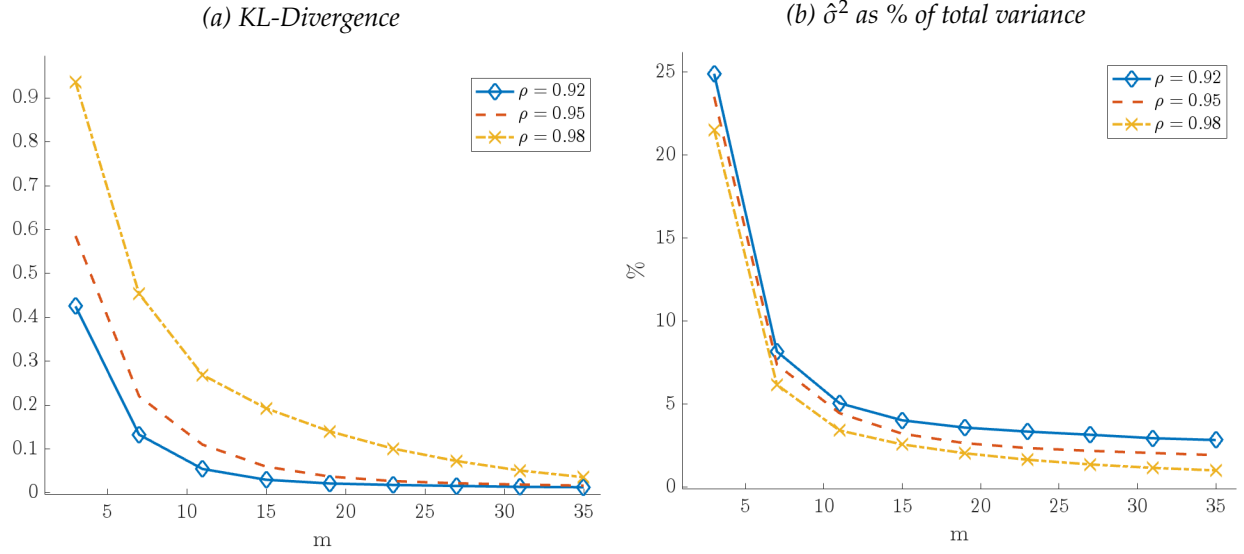 (a) KL-Divergence
0.9
0.8
0.7
0.6
0.5
0.4
0.3
0.2
0.1
0
5 10 15 20 25 30 35
m
ρ = 0.92
ρ = 0.95
ρ = 0.98
(b) σ̂² as % of total variance
25
20
15
10
5
0
%
5 10 15 20 25 30 35
m
ρ = 0.92
ρ = 0.95
ρ = 0.98